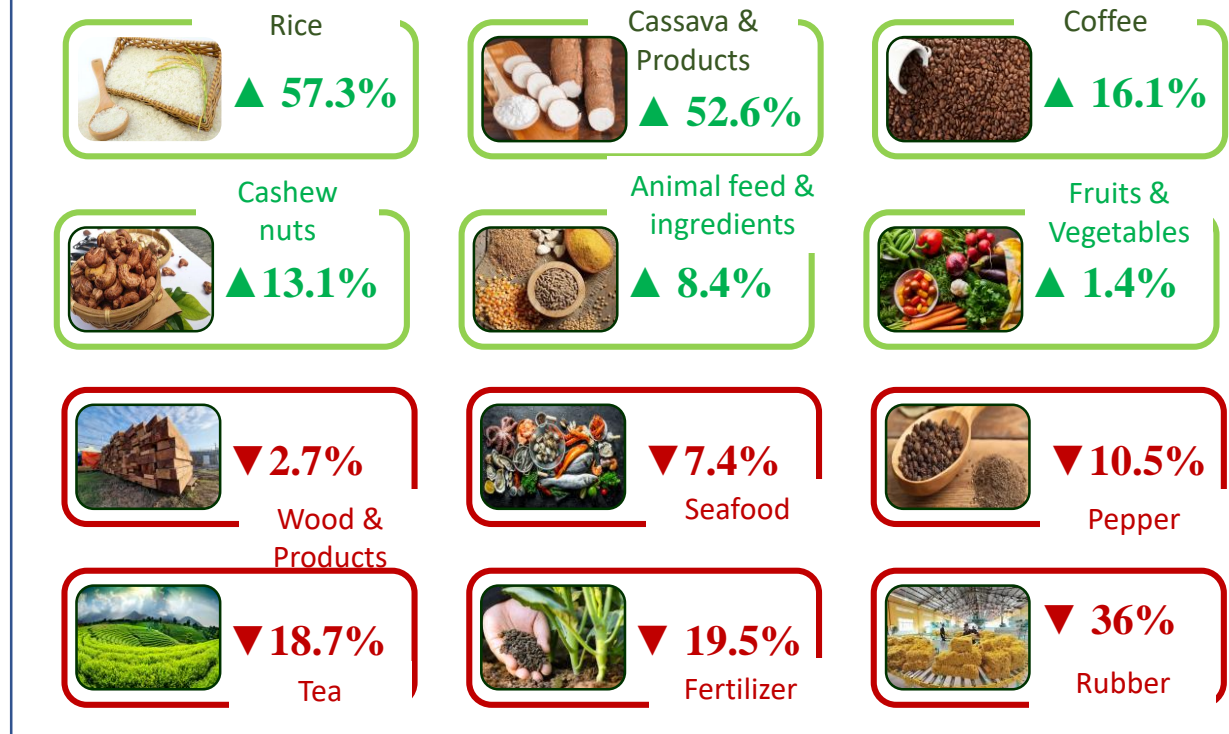 Rice
▲ 57.3%
Cassava &
Products
▲ 52.6%
Coffee
▲ 16.1%
Cashew
nuts
▲13.1%
Animal feed &
ingredients
▲ 8.4%
Fruits &
Vegetables
▲ 1.4%
▼2.7%
Wood &
Products
▼7.4%
Seafood
▼10.5%
Pepper
▼18.7%
Tea
▼ 19.5%
Fertilizer
▼ 36%
Rubber